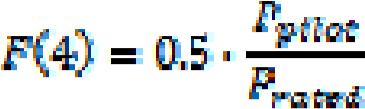 F(4) = 0.5 · P_pilot / P_rated